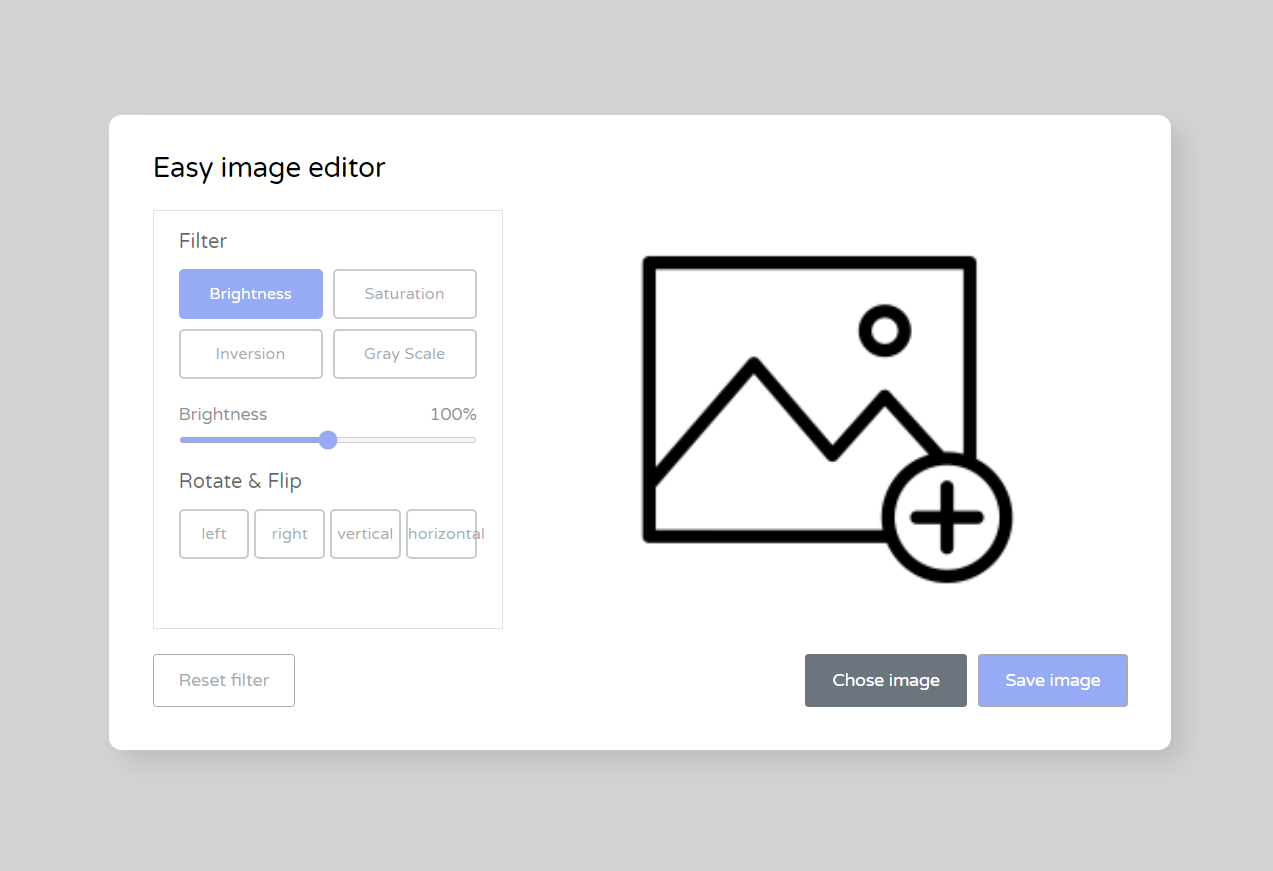 Easy image editor
Filter
Brightness Saturation
Inversion Gray Scale
Brightness 100%
Rotate & Flip
left right vertical horizontal
Reset filter Chose image Save image